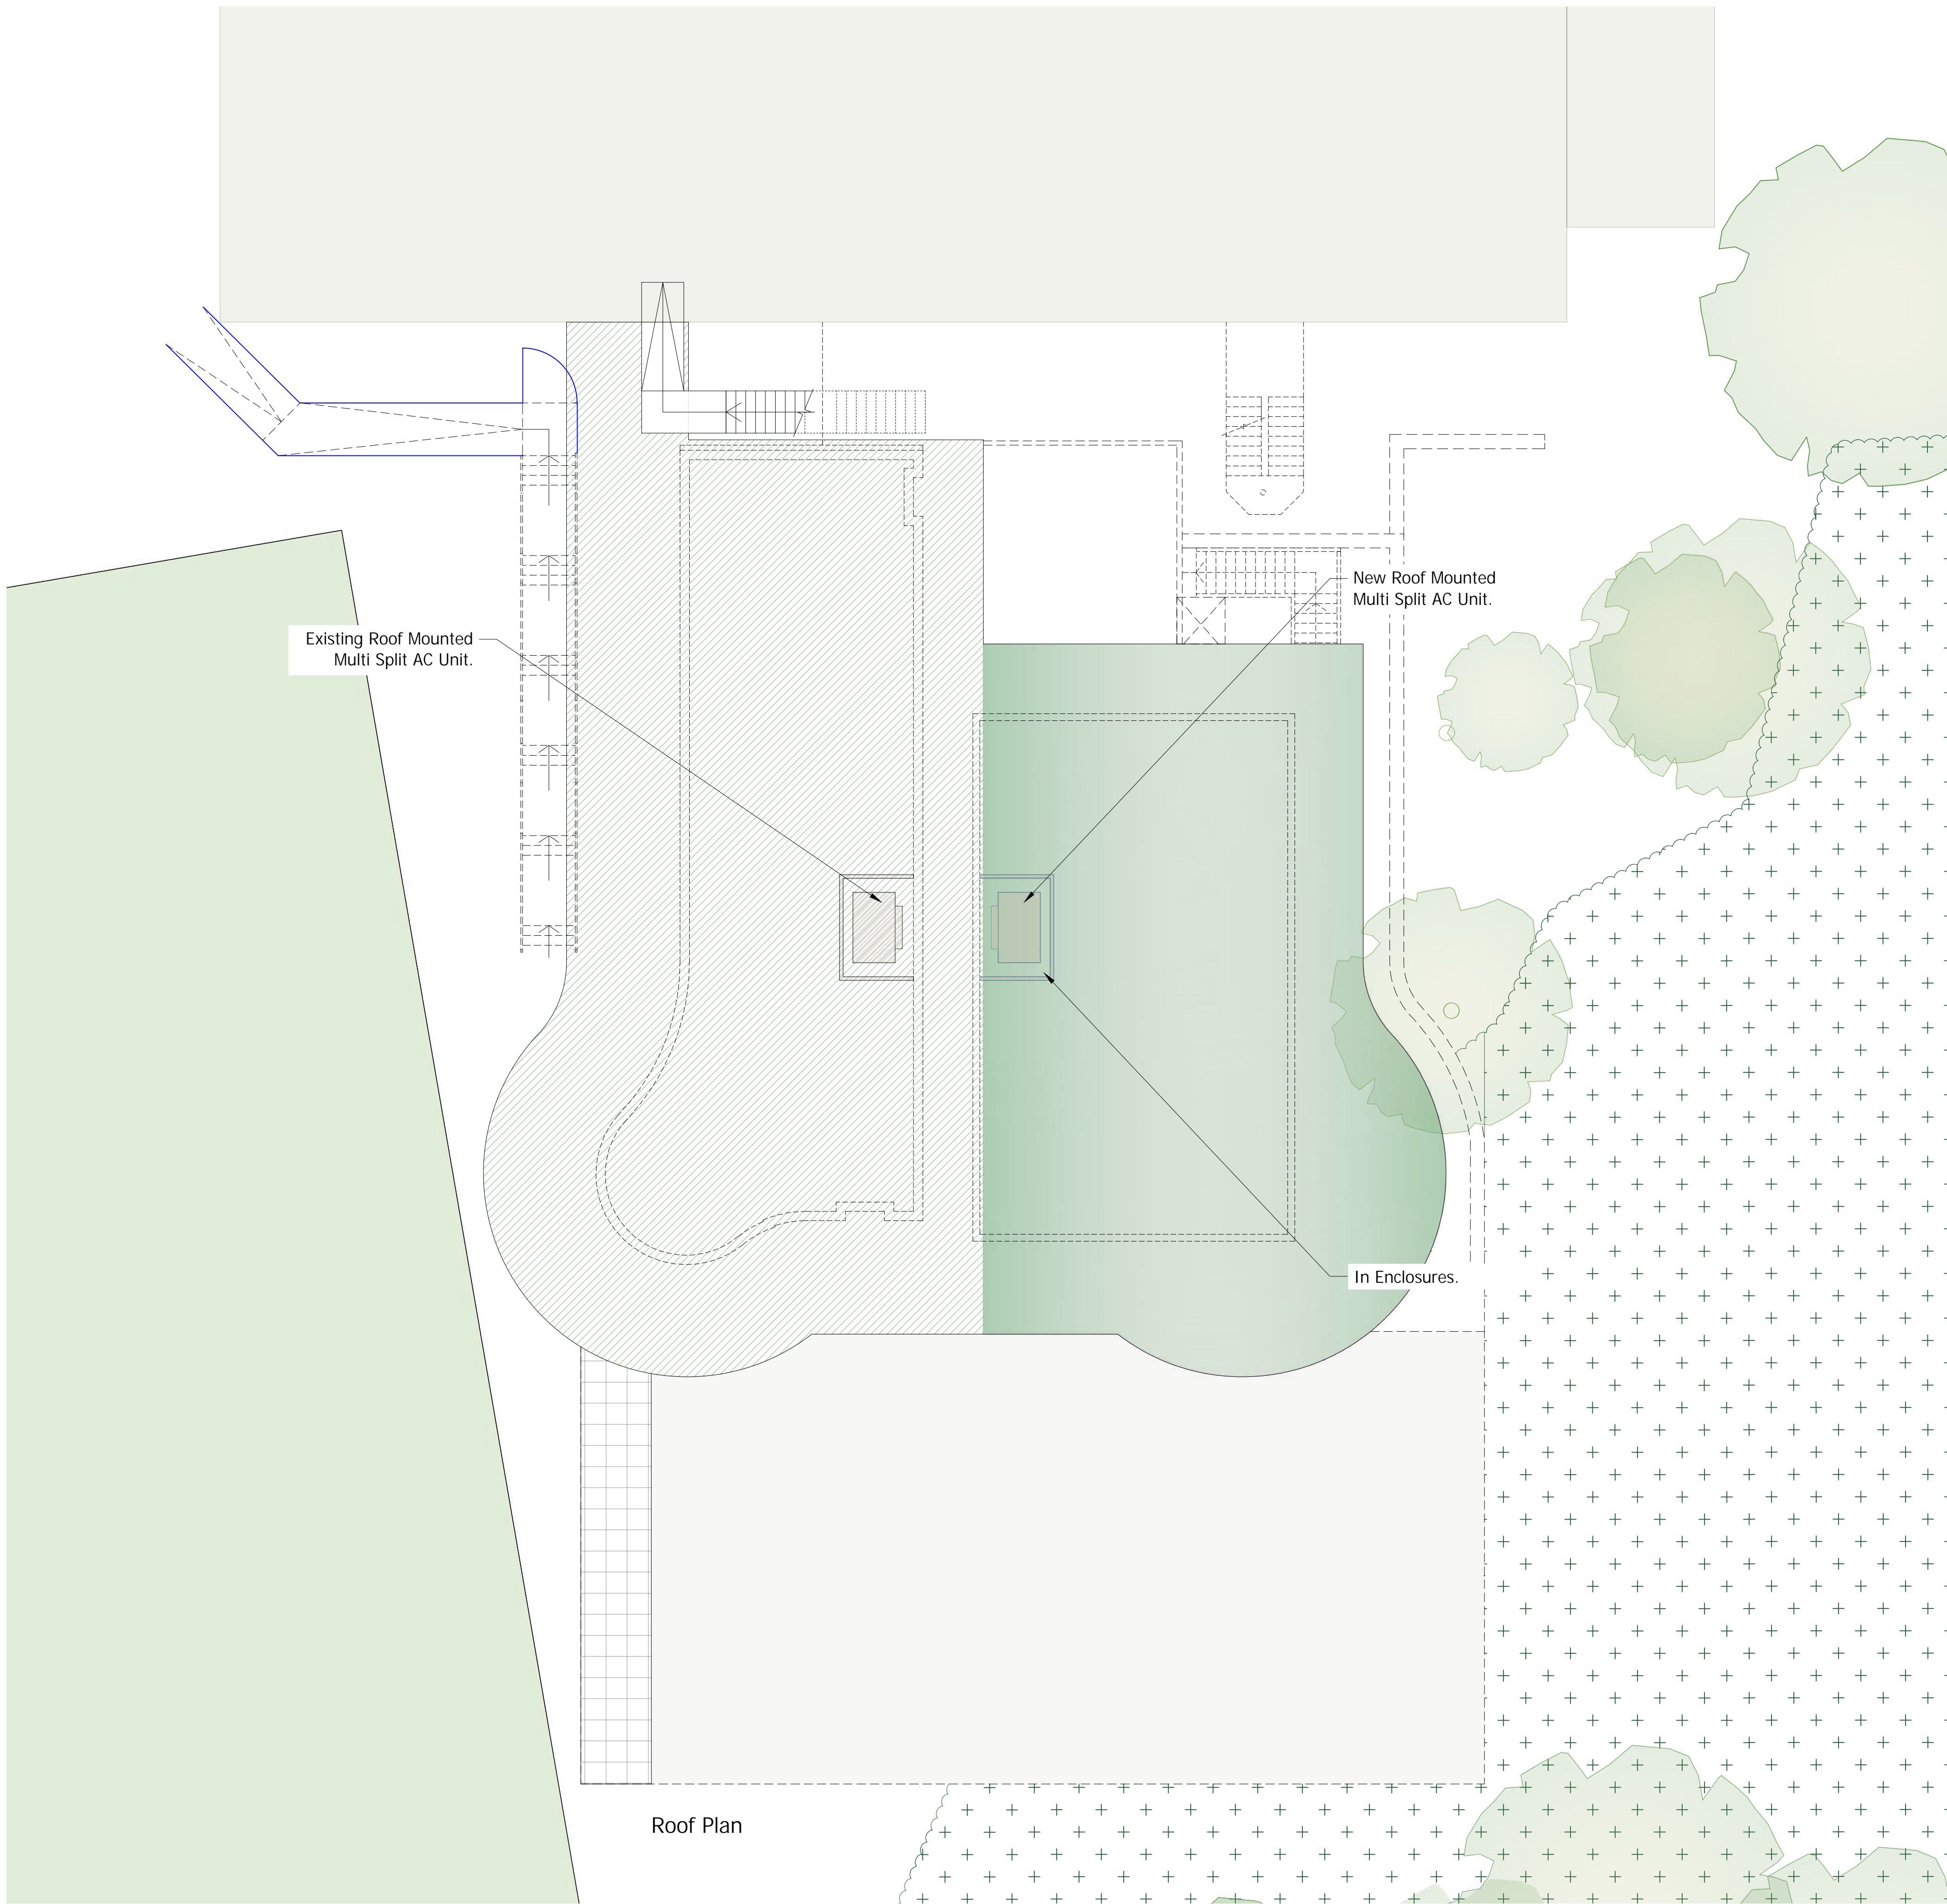 New Roof Mounted
Multi Split AC Unit.
Existing Roof Mounted
Multi Split AC Unit.
In Enclosures.
Roof Plan